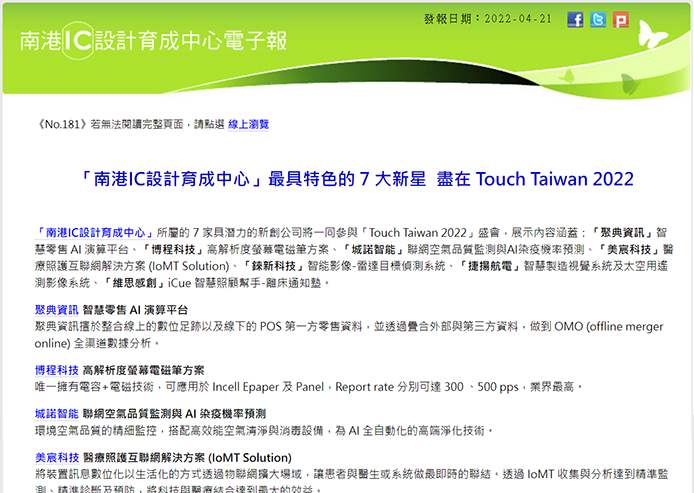 發報日期：2022-04-21
南港IC設計育成中心電子報
《No.181》若無法閱讀完整頁面，請點選 線上瀏覽
「南港IC設計育成中心」最具特色的 7 大新星 盡在 Touch Taiwan 2022
「南港IC設計育成中心」所屬的 7 家具潛力的新創公司將一同參與「Touch Taiwan 2022」盛會，展示內容涵蓋：「聚典資訊」智
慧零售 AI 演算平台、「博程科技」高解析度螢幕電磁筆方案、「城諾智能」聯網空氣品質監測與AI染疫機率預測、「美宸科技」醫
療照護互聯網解決方案 (IoMT Solution)、「錸新科技」智能影像-雷達目標偵測系統、「捷揚航電」智慧製造視覺系統及太空用遙
測影像系統、「維思感創」iCue 智慧照顧幫手-離床通知墊。
聚典資訊 智慧零售 AI 演算平台
聚典資訊擅於整合線上的數位足跡以及線下的 POS 第一方零售資料，並透過疊合外部與第三方資料，做到 OMO (offline merger
online) 全渠道數據分析。
博程科技 高解析度螢幕電磁筆方案
唯一擁有電容+電磁技術，可應用於 Incell Epaper 及 Panel，Report rate 分別可達 300 、500 pps，業界最高。
城諾智能 聯網空氣品質監測與 AI 染疫機率預測
環境空氣品質的精細監控，搭配高效能空氣清淨與消毒設備，為 AI 全自動化的高端淨化技術。
美宸科技 醫療照護互聯網解決方案 (IoMT Solution)
將裝置訊息數位化以生活化的方式透過物聯網擴大場域，讓患者與醫生或系統做最即時的聯結。透過 IoMT 收集與分析達到精準監
測、精準診斷及預防，將科技與醫療結合達到最大的效益。